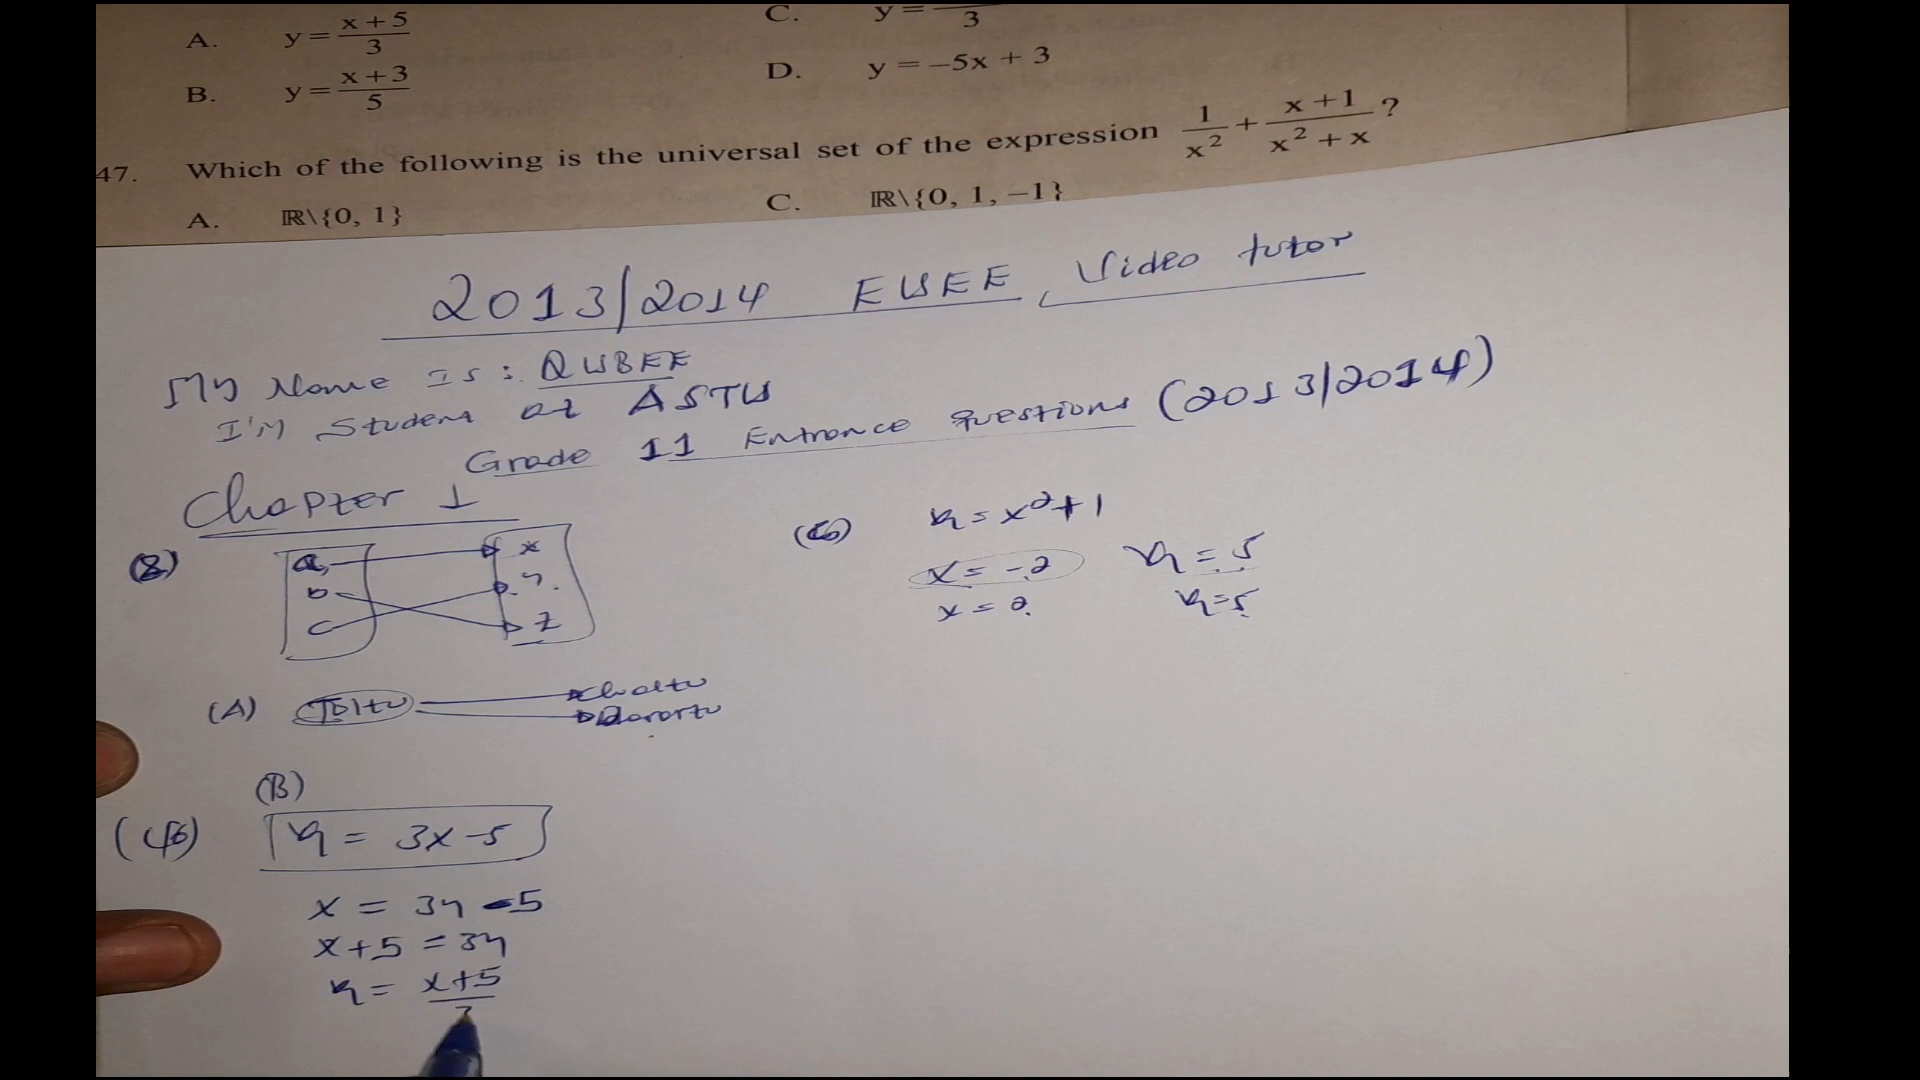 A. y = (x+5)/3
C. y = /3
B. y = (x+3)/5
D. y = –5x + 3
47. Which of the following is the universal set of the expression 1/x² + (x+1)/(x²+x) ?
A. ℝ\{0, 1}
C. ℝ\{0, 1, –1}
2013/2014 EUEE, Video tutor
My Name Is: QUBEE
I'M Student at ASTU
Grade 11 Entrance questions (2013/2014)
Chapter 1
a, x
b y.
c z
y = x²+1
x = -2 y = 5
x = 2. y=5
(A) Toltu
(B)
(46) y = 3x-5
x = 3y -5
x+5 = 3y
y = (x+5)/3